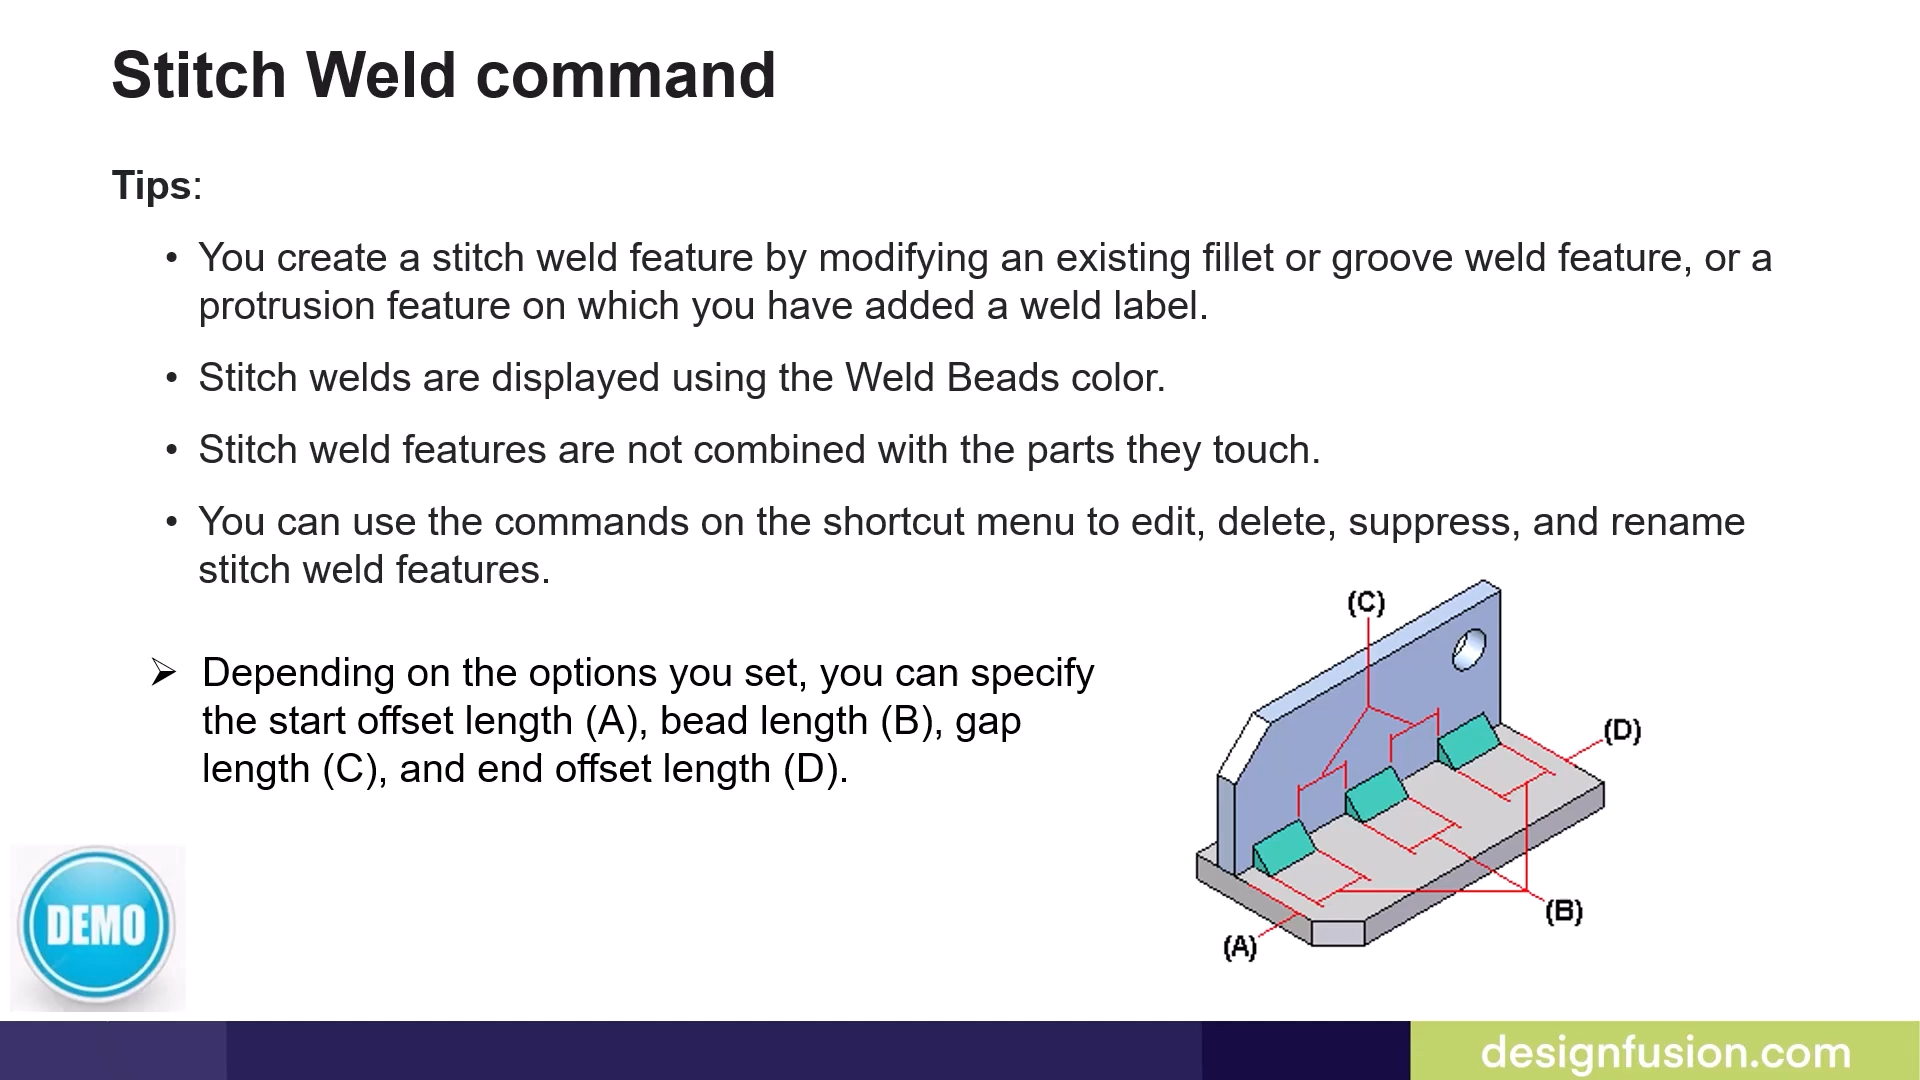 Stitch Weld command
Tips:
• You create a stitch weld feature by modifying an existing fillet or groove weld feature, or a
protrusion feature on which you have added a weld label.
• Stitch welds are displayed using the Weld Beads color.
• Stitch weld features are not combined with the parts they touch.
• You can use the commands on the shortcut menu to edit, delete, suppress, and rename
stitch weld features.
➢ Depending on the options you set, you can specify
the start offset length (A), bead length (B), gap
length (C), and end offset length (D).
(C)
(D)
(B)
(A)
DEMO
designfusion.com